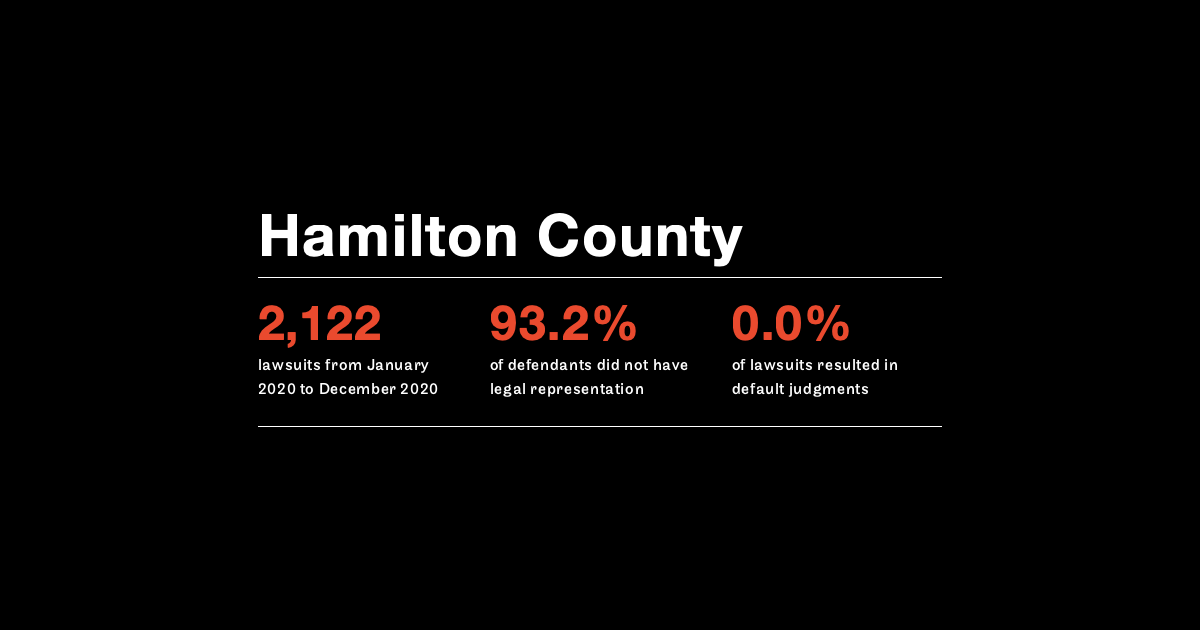 Hamilton County
2,122
lawsuits from January
2020 to December 2020
93.2%
of defendants did not have
legal representation
0.0%
of lawsuits resulted in
default judgments